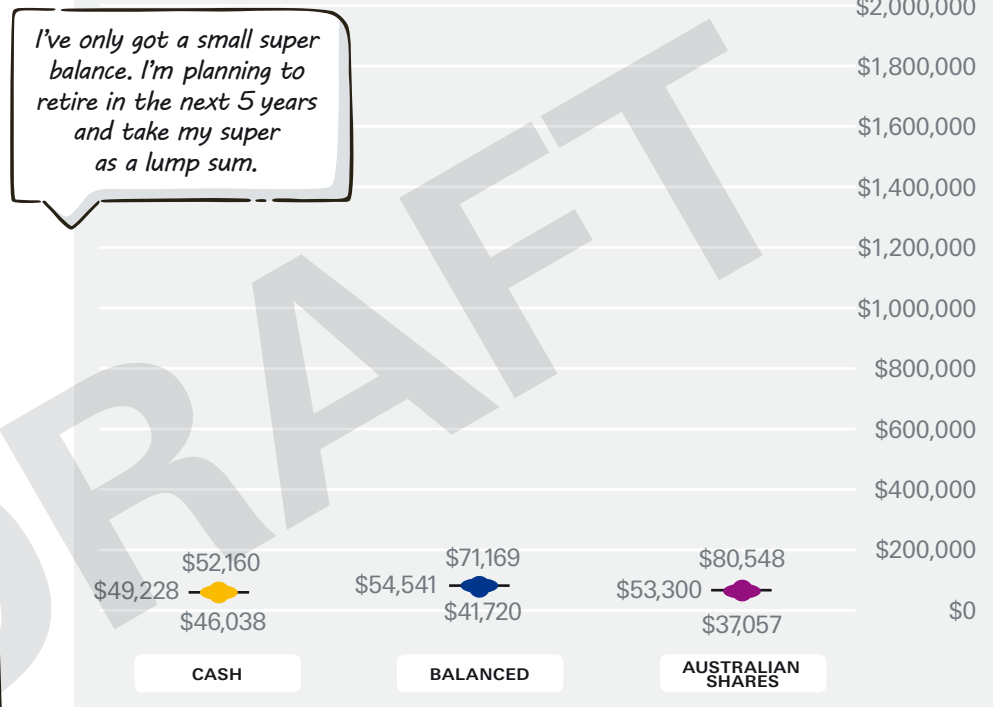 I've only got a small super
balance. I'm planning to
retire in the next 5 years
and take my super
as a lump sum.
$2,000,000
$1,800,000
$1,600,000
$1,400,000
$1,200,000
$1,000,000
$800,000
$600,000
$400,000
$200,000
$0
DRAFT
$52,160
$49,228
$46,038
$71,169
$54,541
$41,720
$80,548
$53,300
$37,057
CASH
BALANCED
AUSTRALIAN
SHARES